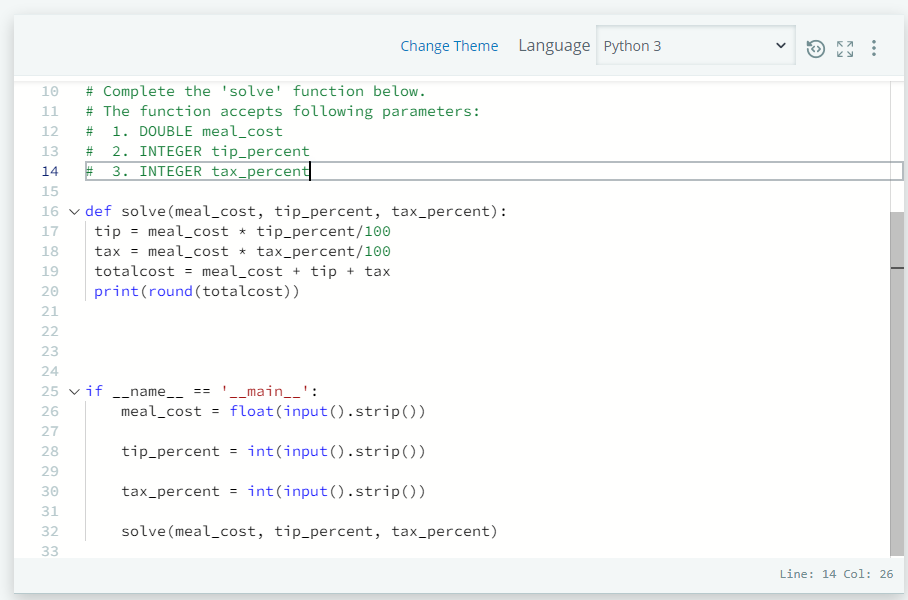 Change Theme Language Python 3
10 # Complete the 'solve' function below.
11 # The function accepts following parameters:
12 #  1. DOUBLE meal_cost
13 #  2. INTEGER tip_percent
14 #  3. INTEGER tax_percent
15
16 def solve(meal_cost, tip_percent, tax_percent):
17  tip = meal_cost * tip_percent/100
18  tax = meal_cost * tax_percent/100
19  totalcost = meal_cost + tip + tax
20  print(round(totalcost))
21
22
23
24
25 if __name__ == '__main__':
26     meal_cost = float(input().strip())
27
28     tip_percent = int(input().strip())
29
30     tax_percent = int(input().strip())
31
32     solve(meal_cost, tip_percent, tax_percent)
33
Line: 14 Col: 26